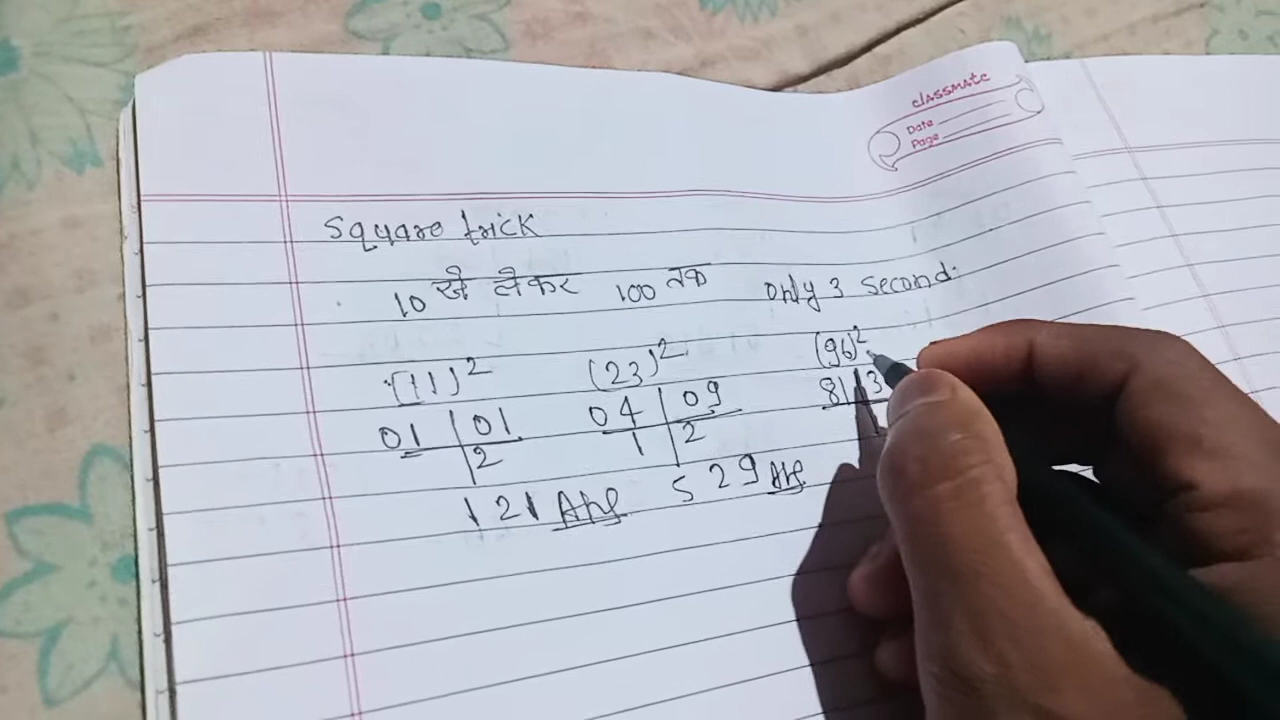 classmate
Date
Page
Square trick
10 से लेकर 100 तक only 3 second.
(11)² (23)² (96)²
01 | 01 04 | 09 81 | 3
2 1 | 2
121 Ans 529 Ans